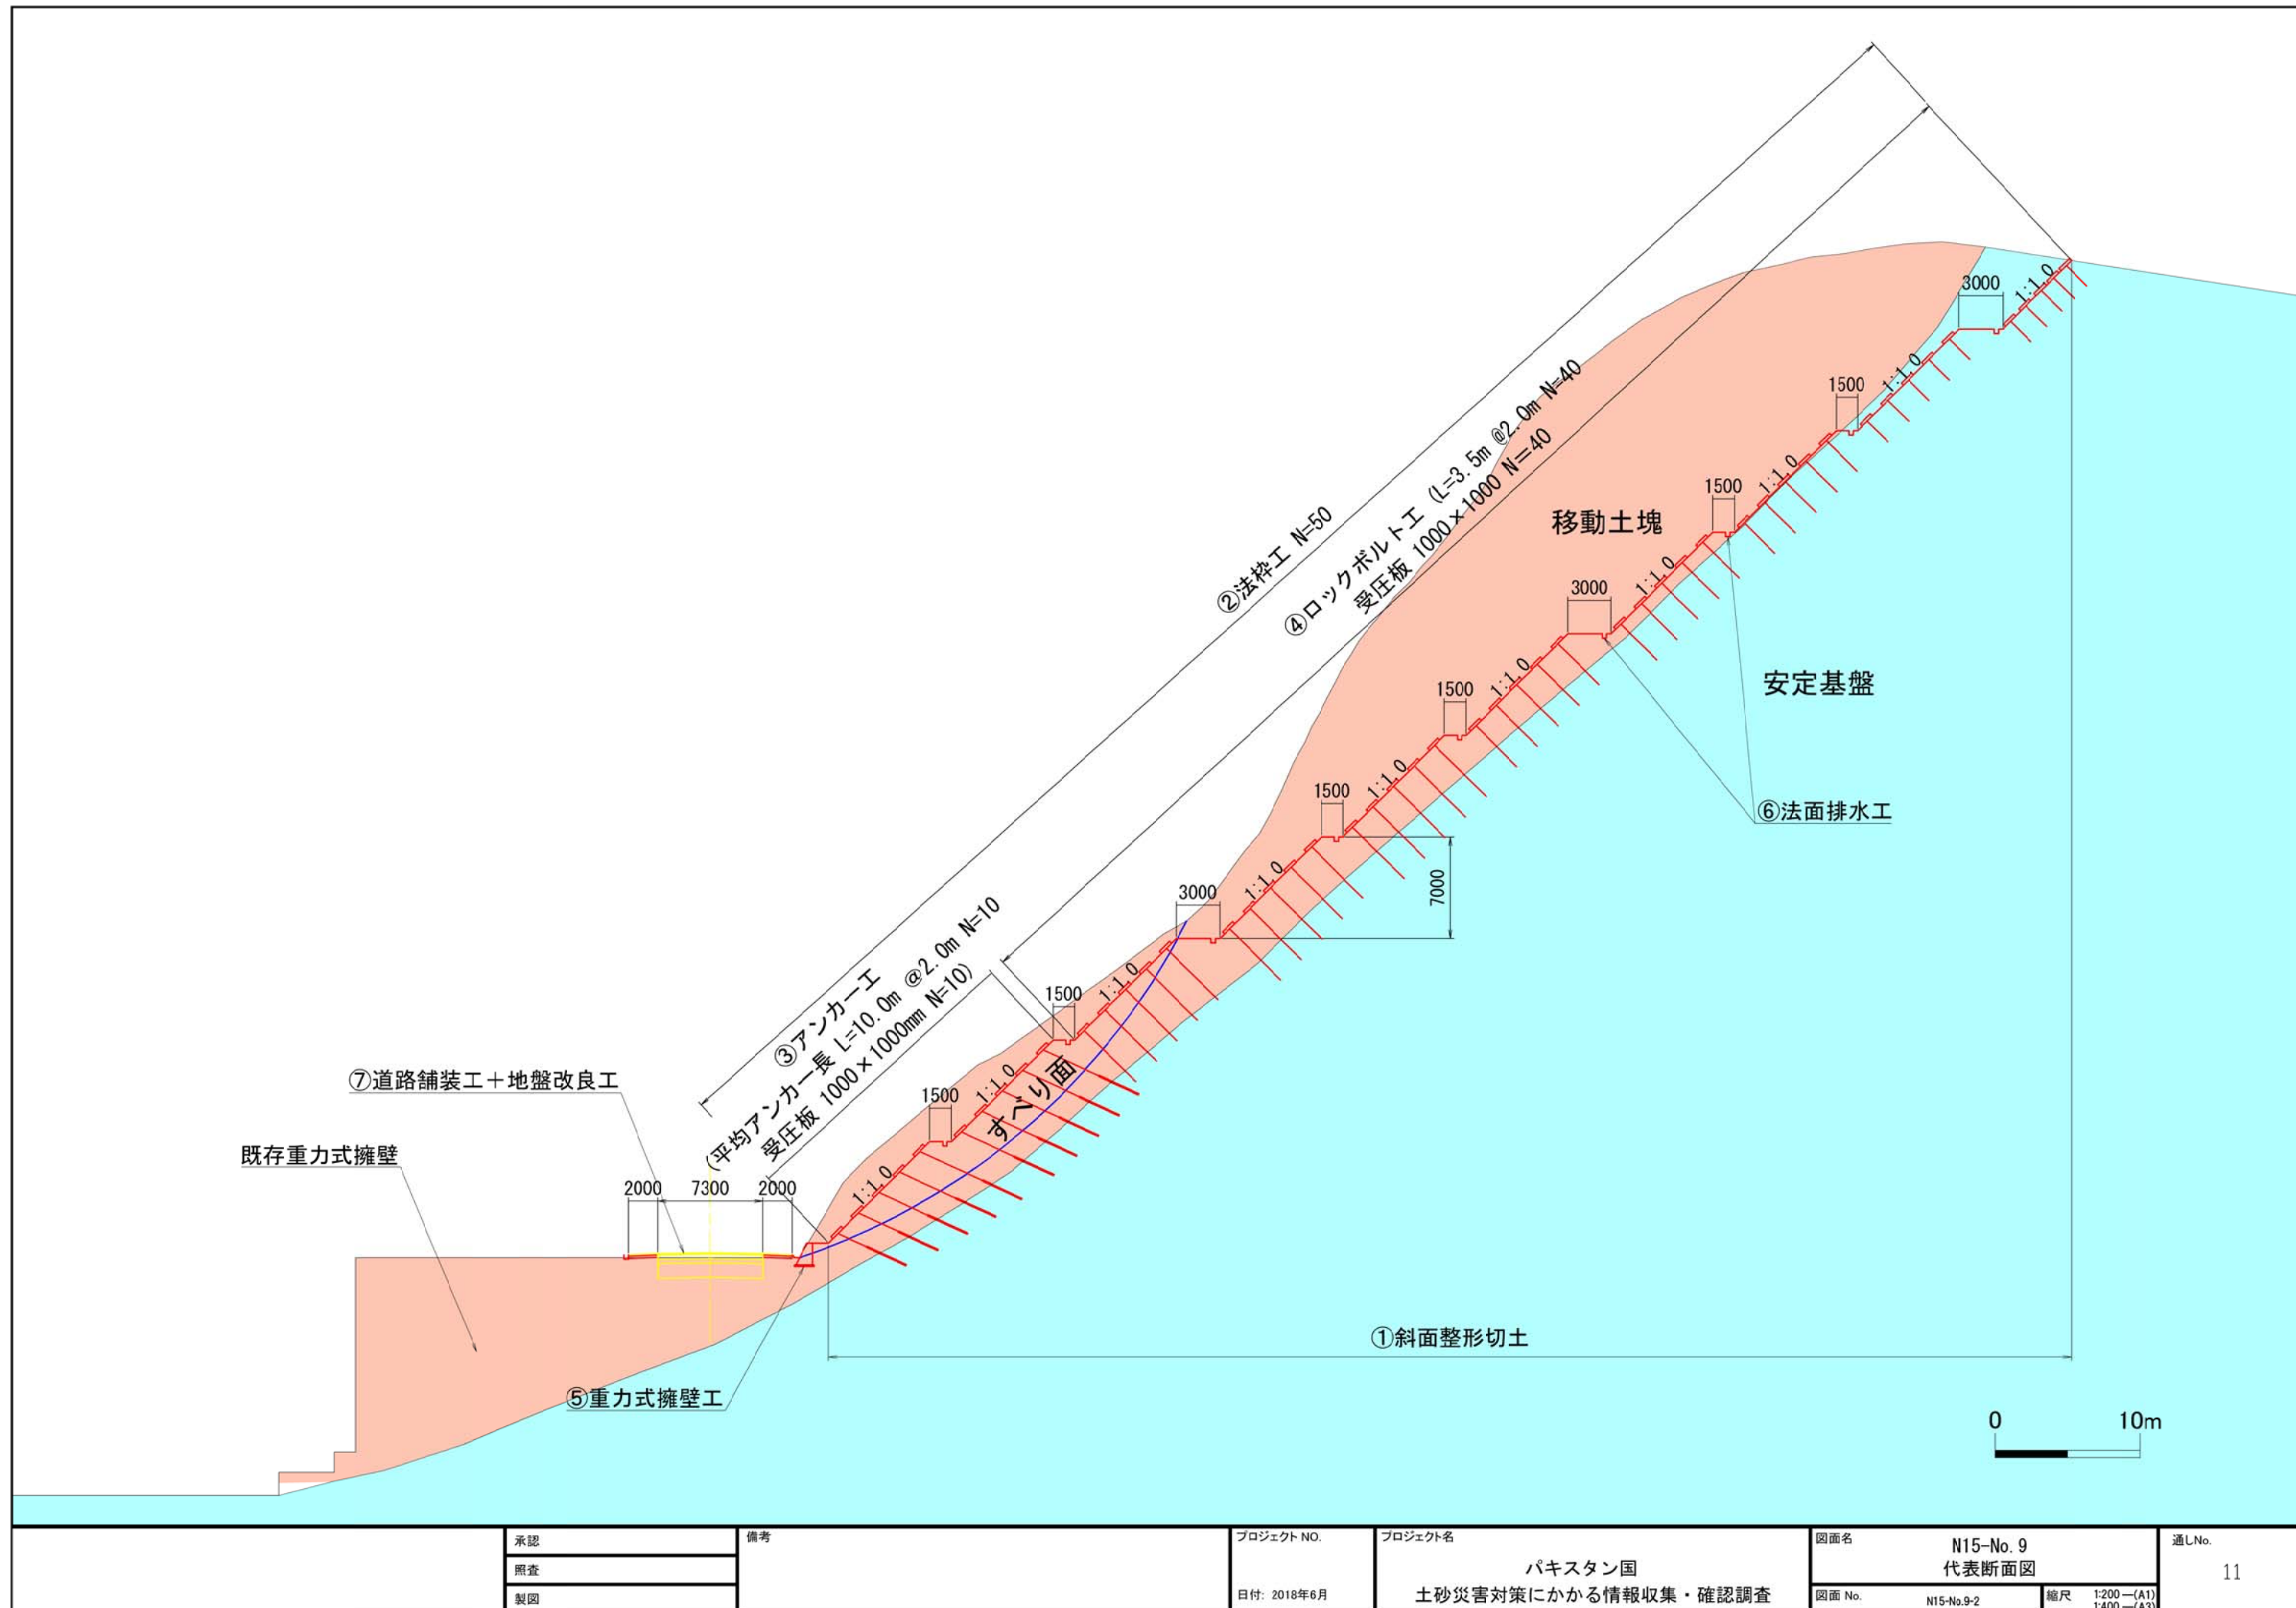 ②法枠工 N=50
④ロックボルト工 (L=3.5m @2.0m N=40
受圧板 1000×1000 N=40
③アンカー工
(平均アンカー長 L=10.0m @2.0m N=10
受圧板 1000×1000mm N=10)
3000
1:1.0
1500
1:1.0
1500
1:1.0
3000
1:1.0
1500
1:1.0
1500
1:1.0
3000
1:1.0
1500
1:1.0
1500
1:1.0
1:1.0
7000
移動土塊
安定基盤
⑥法面排水工
すべり面
⑦道路舗装工+地盤改良工
既存重力式擁壁
2000 7300 2000
①斜面整形切土
⑤重力式擁壁工
0 10m
承認
照査
製図
備考
プロジェクト NO.
日付: 2018年6月
プロジェクト名
パキスタン国
土砂災害対策にかかる情報収集・確認調査
図面名
N15-No.9
代表断面図
図面 No. N15-No.9-2
縮尺 1:200 —(A1)
1:400 —(A3)
通しNo.
11